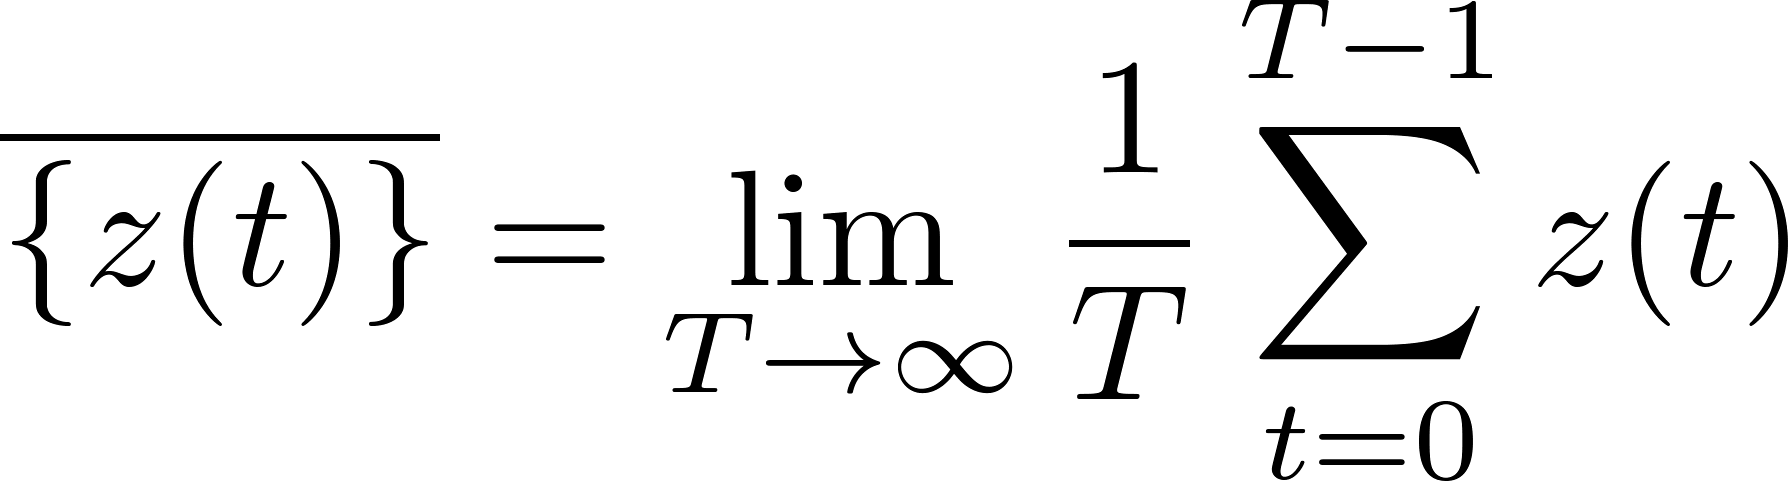 \overline{\{z(t)\}} = \lim_{T \to \infty} \frac{1}{T} \sum_{t=0}^{T-1} z(t)